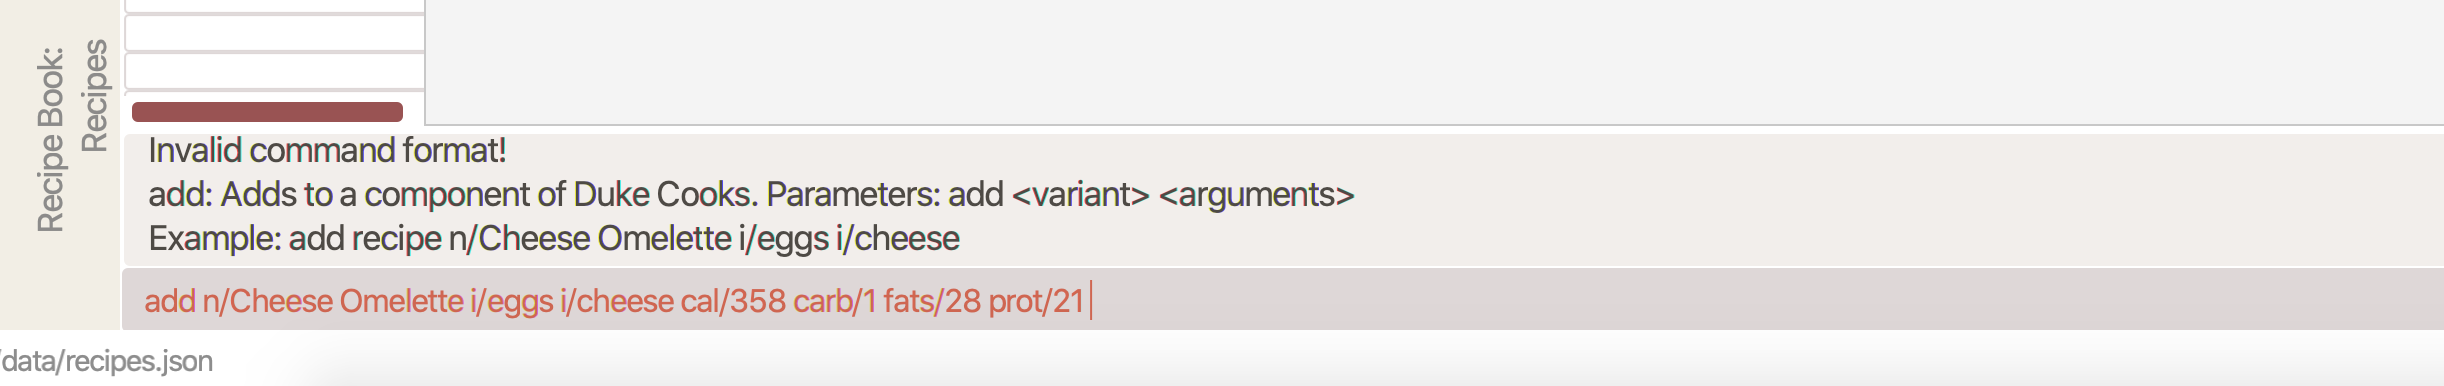 Recipe Book:
Recipes
Invalid command format!
add: Adds to a component of Duke Cooks. Parameters: add <variant> <arguments>
Example: add recipe n/Cheese Omelette i/eggs i/cheese
add n/Cheese Omelette i/eggs i/cheese cal/358 carb/1 fats/28 prot/21
/data/recipes.json